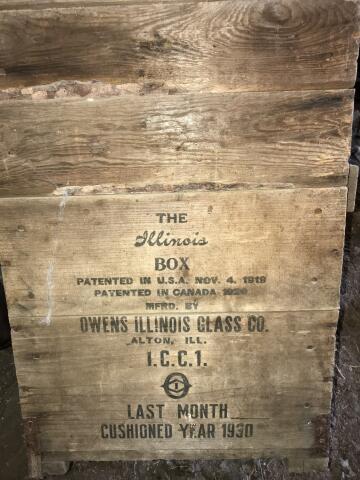 THE
Illinois
BOX
PATENTED IN U.S.A. NOV. 4. 1919
PATENTED IN CANADA 1920
MFRD. BY
OWENS ILLINOIS GLASS CO.
ALTON, ILL.
I.C.C.1.
LAST MONTH
CUSHIONED YEAR 1930